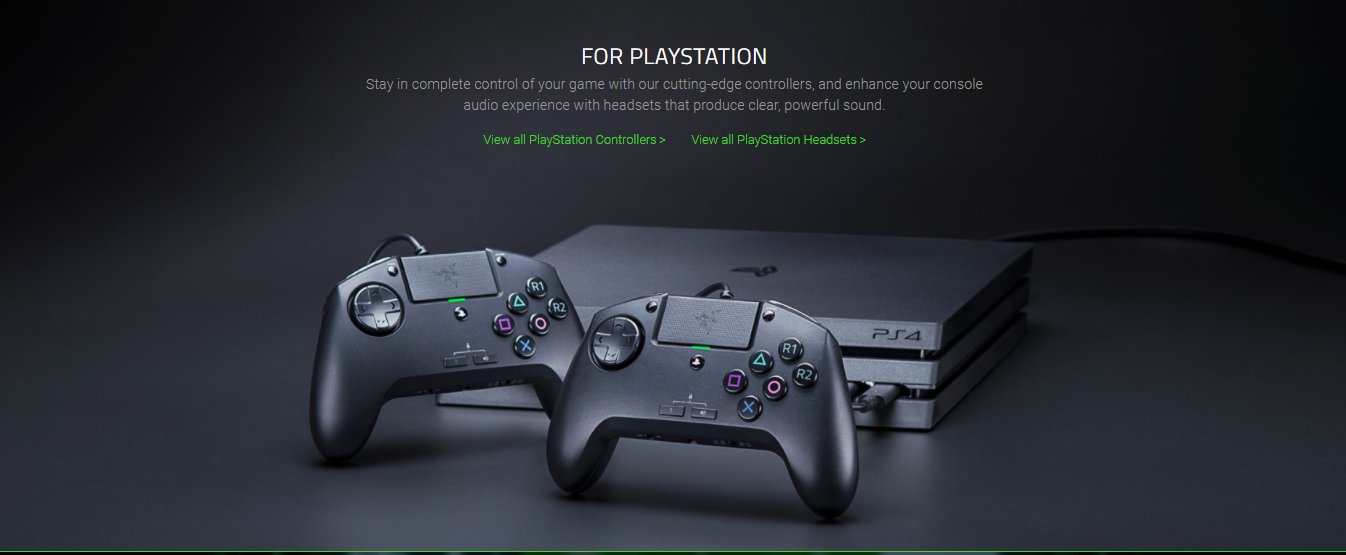 FOR PLAYSTATION
Stay in complete control of your game with our cutting-edge controllers, and enhance your console
audio experience with headsets that produce clear, powerful sound.
View all PlayStation Controllers >
View all PlayStation Headsets >
R1
R2
R1
R2
PS4